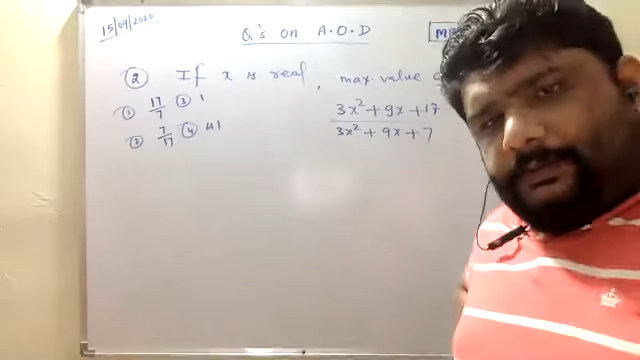 15/09/2020
Q's on A.O.D
② If x is real, max. value
① 17/7 ③ 1
3x²+9x+17
② 7/17 ④ 41
3x²+9x+7